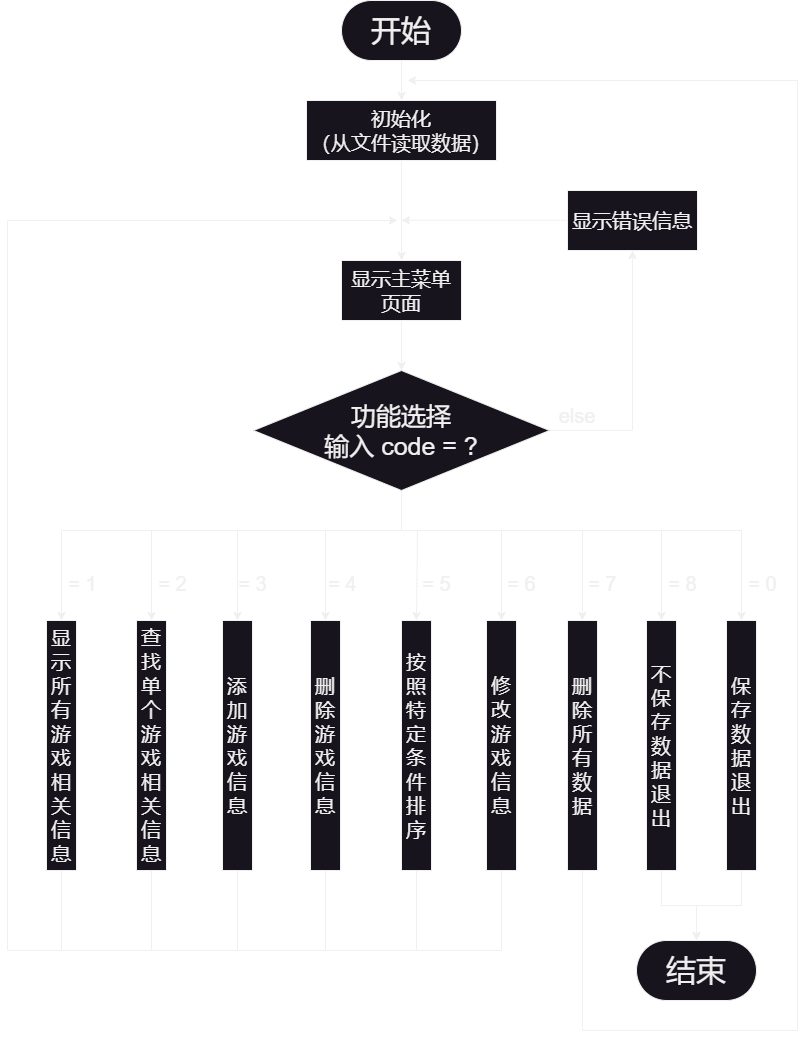 开始
初始化
（从文件读取数据）
显示错误信息
显示主菜单
页面
功能选择
输入 code = ?
else
= 1
= 2
= 3
= 4
= 5
= 6
= 7
= 8
= 0
显示所有游戏相关信息
查找单个游戏相关信息
添加游戏信息
删除游戏信息
按照特定条件排序
修改游戏信息
删除所有数据
不保存数据退出
保存数据退出
结束